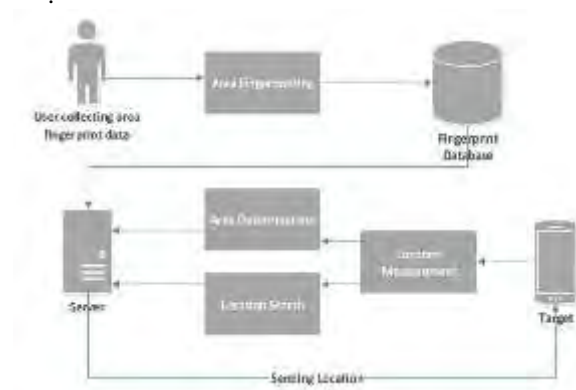 User collecting area
fingerprint data
Area Fingerprinting
Fingerprint
Database
Server
Area Determination
Location Search
Location
Measurement
Target
Sending Location